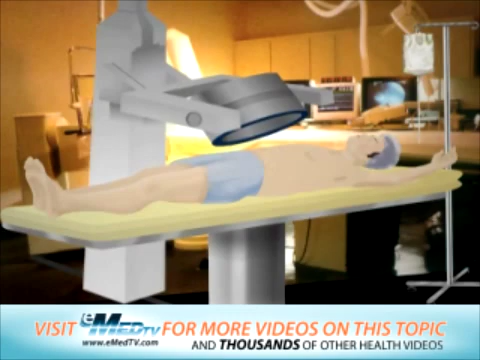 VISIT eMedTV FOR MORE VIDEOS ON THIS TOPIC
www.eMedTV.com AND THOUSANDS OF OTHER HEALTH VIDEOS